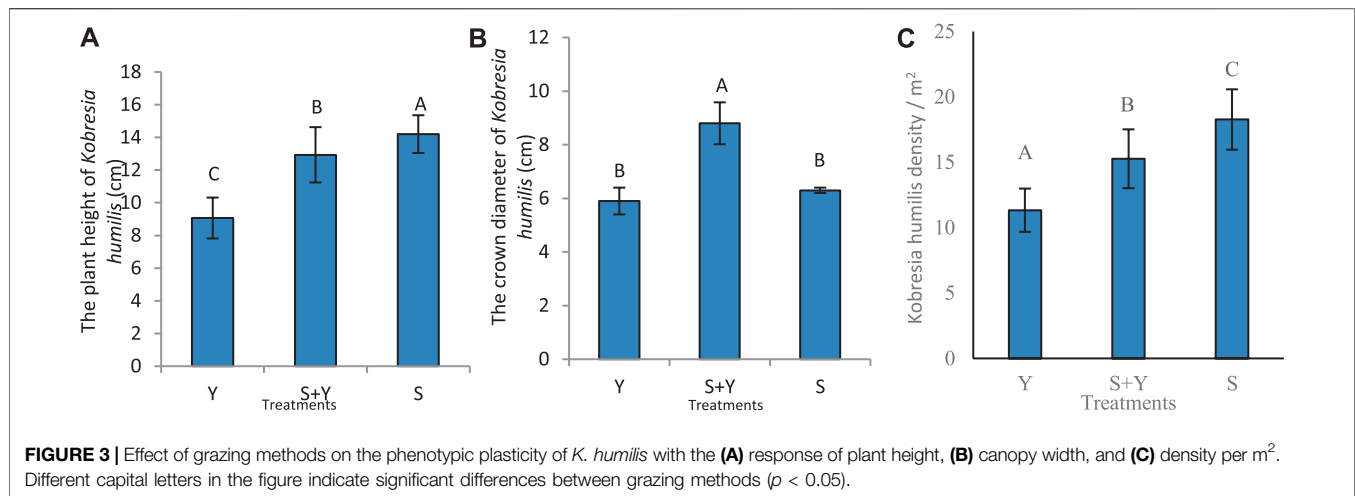 A
The plant height of Kobresia
humilis (cm)
18
16
14
12
10
8
6
4
2
0
C
B
A
Y
S+Y
S
Treatments
B
The crown diameter of Kobresia
humilis (cm)
12
10
8
6
4
2
0
B
A
B
Y
S+Y
S
Treatments
C
Kobresia humilis density / m²
25
20
15
10
5
0
A
B
C
Y
S+Y
S
Treatments
FIGURE 3 | Effect of grazing methods on the phenotypic plasticity of K. humilis with the (A) response of plant height, (B) canopy width, and (C) density per m².
Different capital letters in the figure indicate significant differences between grazing methods (p < 0.05).